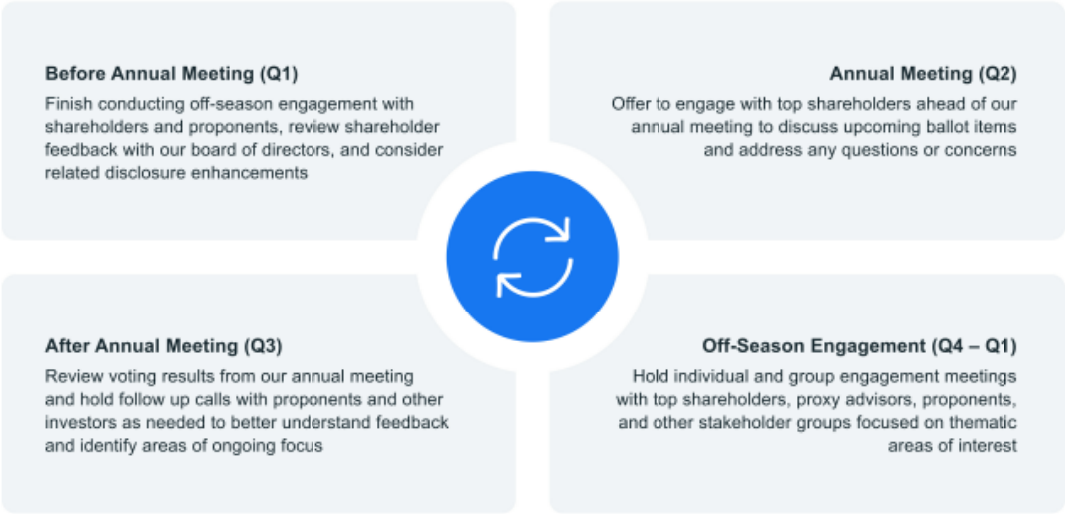 Before Annual Meeting (Q1)
Finish conducting off-season engagement with
shareholders and proponents, review shareholder
feedback with our board of directors, and consider
related disclosure enhancements
Annual Meeting (Q2)
Offer to engage with top shareholders ahead of our
annual meeting to discuss upcoming ballot items
and address any questions or concerns
After Annual Meeting (Q3)
Review voting results from our annual meeting
and hold follow up calls with proponents and other
investors as needed to better understand feedback
and identify areas of ongoing focus
Off-Season Engagement (Q4 – Q1)
Hold individual and group engagement meetings
with top shareholders, proxy advisors, proponents,
and other stakeholder groups focused on thematic
areas of interest